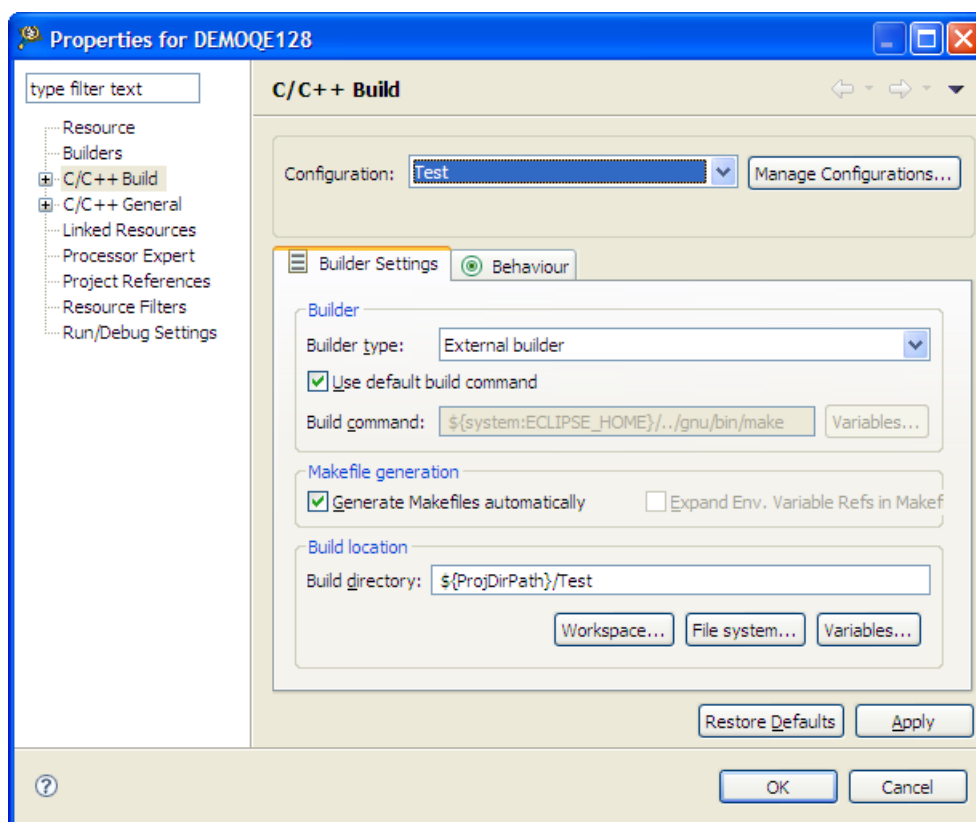 Properties for DEMOQE128
type filter text
Resource
Builders
C/C++ Build
C/C++ General
Linked Resources
Processor Expert
Project References
Resource Filters
Run/Debug Settings
C/C++ Build
Configuration: Test Manage Configurations...
Builder Settings Behaviour
Builder
Builder type: External builder
Use default build command
Build command: ${system:ECLIPSE_HOME}/../gnu/bin/make Variables...
Makefile generation
Generate Makefiles automatically Expand Env. Variable Refs in Makef
Build location
Build directory: ${ProjDirPath}/Test
Workspace... File system... Variables...
Restore Defaults Apply
? OK Cancel